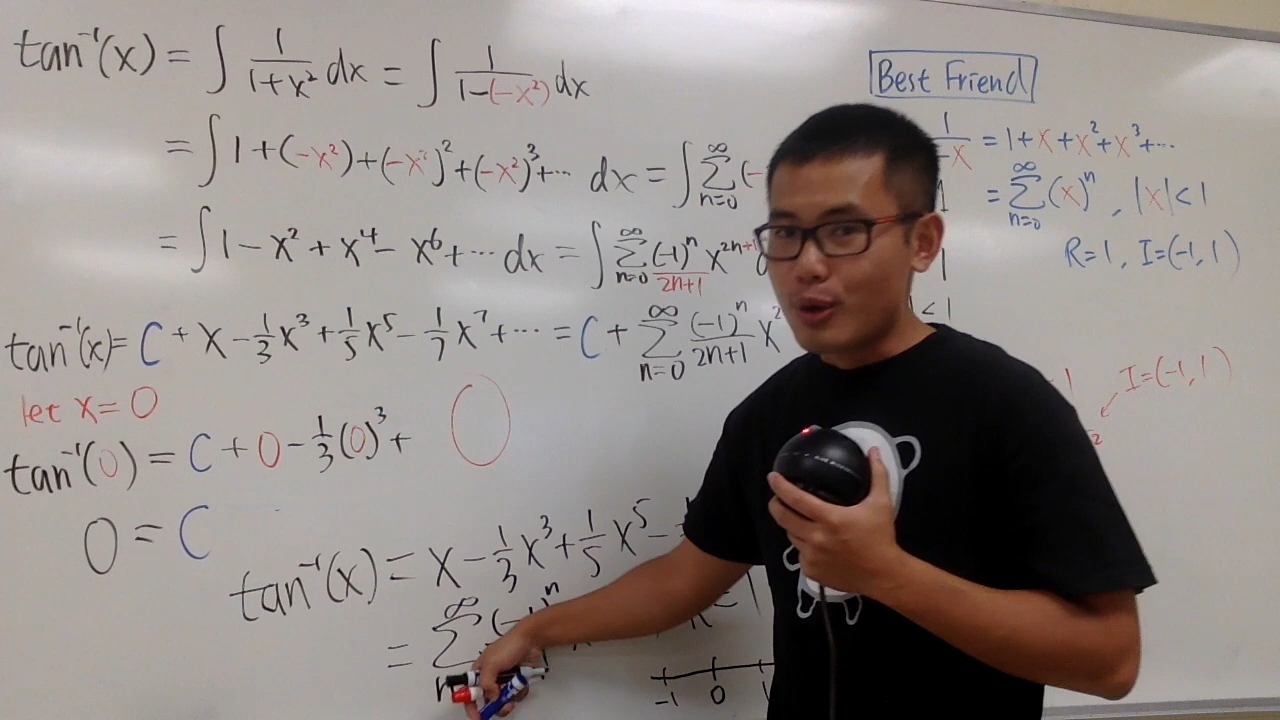 tan⁻¹(x) = ∫ 1/(1+x²) dx = ∫ 1/(1-(-x²)) dx
= ∫ 1+(-x²)+(-x²)²+(-x²)³+⋯ dx = ∫ ∑_{n=0}^{∞} (-
= ∫ 1 - x² + x⁴ - x⁶ + ⋯ dx = ∫ ∑_{n=0}^{∞} (-1)ⁿ/(2n+1) x^{2n+1}
tan⁻¹(x) = C + x - 1/3 x³ + 1/5 x⁵ - 1/7 x⁷ + ⋯ = C + ∑_{n=0}^{∞} (-1)ⁿ/(2n+1) x²
let x = 0
tan⁻¹(0) = C + 0 - 1/3 (0)³ + 0
0 = C
tan⁻¹(x) = x - 1/3 x³ + 1/5 x⁵ -
= ∑^{∞} (- ⁿ
-1 0 1
Best Friend
1/ -x = 1+x+x²+x³+⋯
= ∑_{n=0}^{∞} (x)ⁿ , |x| < 1
R=1, I=(-1, 1)
1
< 1
1 I=(-1, 1)
2